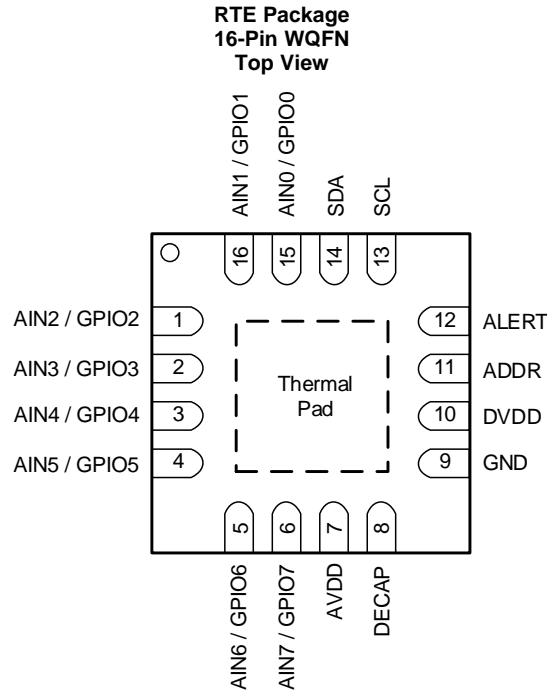 RTE Package
16-Pin WQFN
Top View
AIN1 / GPIO1
AIN0 / GPIO0
SDA
SCL
16
15
14
13
AIN2 / GPIO2
1
AIN3 / GPIO3
2
AIN4 / GPIO4
3
AIN5 / GPIO5
4
Thermal
Pad
12
ALERT
11
ADDR
10
DVDD
9
GND
5
6
7
8
AIN6 / GPIO6
AIN7 / GPIO7
AVDD
DECAP